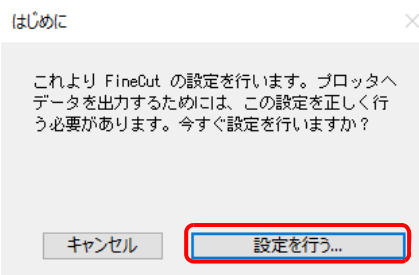 はじめに
これより FineCut の設定を行います。プロッタへ
データを出力するためには、この設定を正しく行
う必要があります。今すぐ設定を行いますか？
キャンセル
設定を行う...